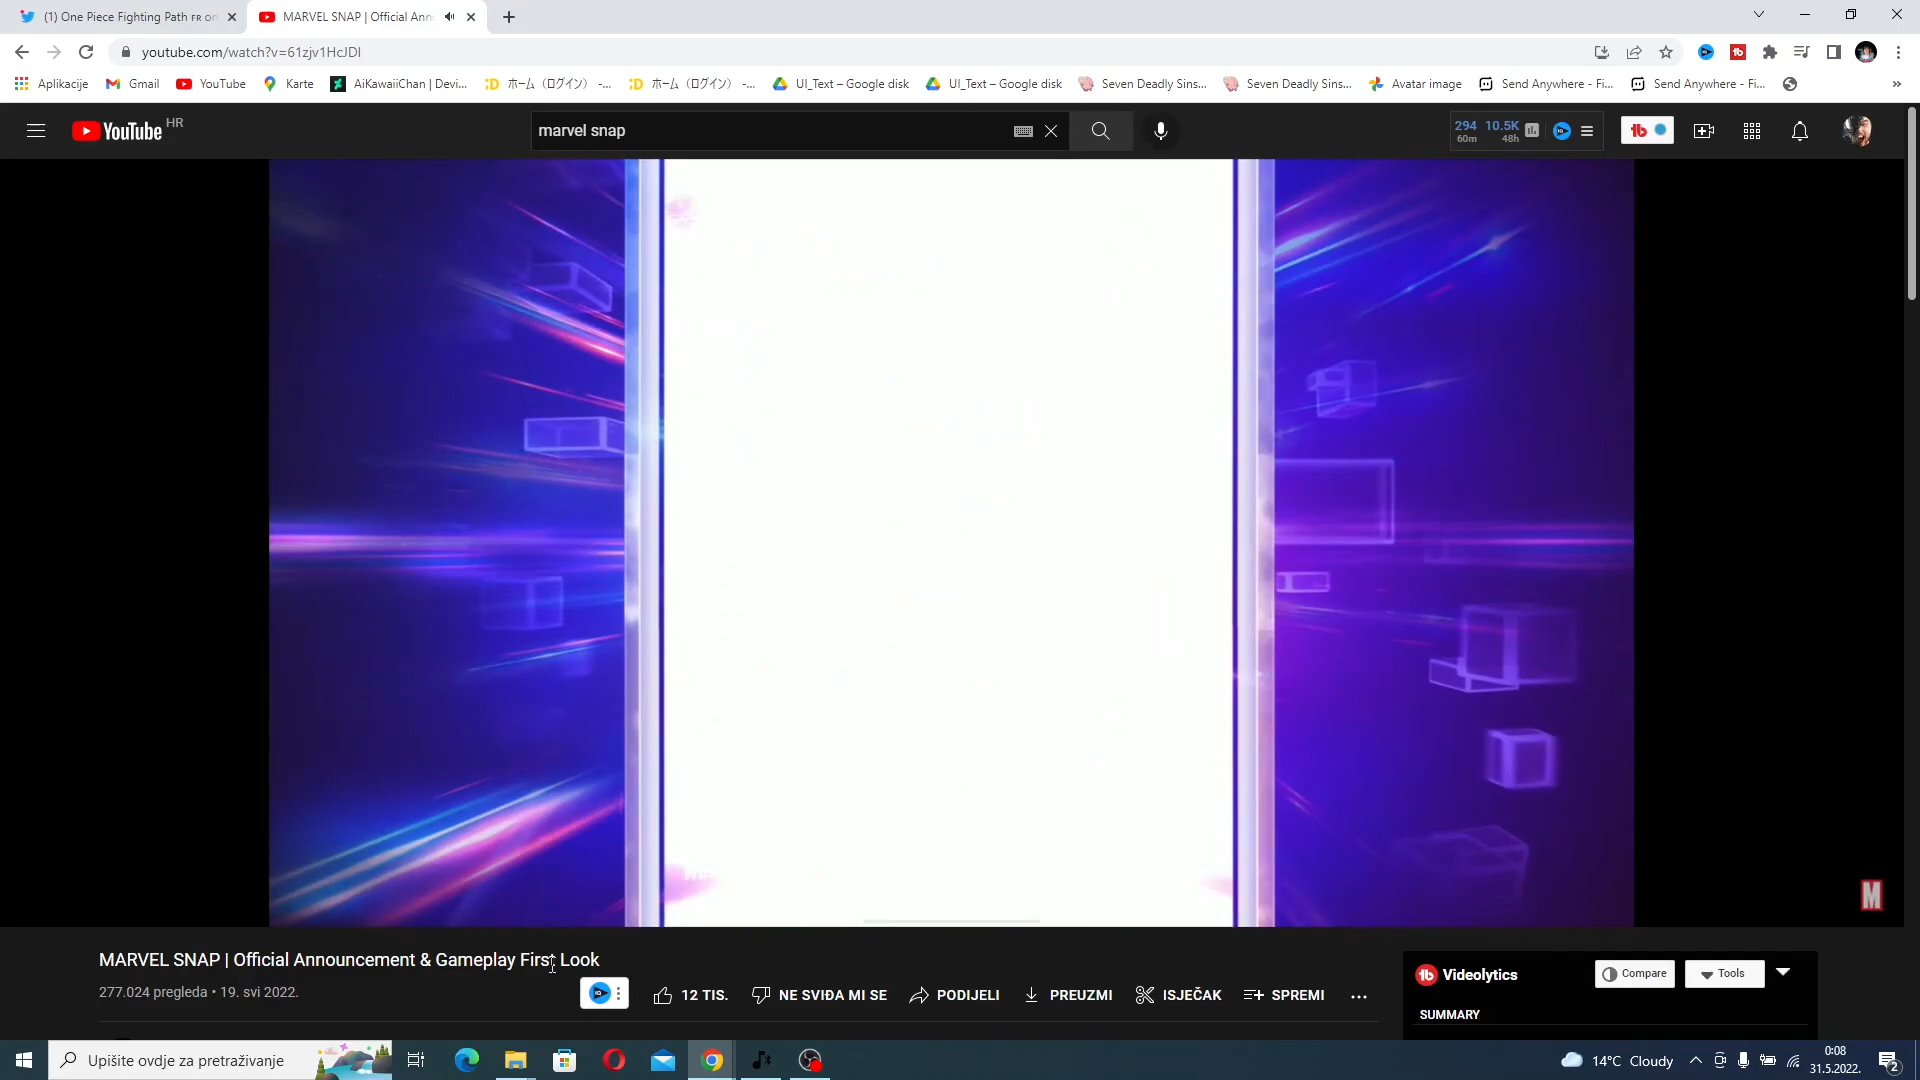 (1) One Piece Fighting Path FR on
MARVEL SNAP | Official Ann
youtube.com/watch?v=61zjv1HcJDI
Aplikacije
Gmail
YouTube
Karte
AiKawaiiChan | Devi...
ホーム（ログイン） -...
ホーム（ログイン） -...
UI_Text – Google disk
UI_Text – Google disk
Seven Deadly Sins...
Seven Deadly Sins...
Avatar image
Send Anywhere - Fi...
Send Anywhere - Fi...
YouTube HR
marvel snap
294 10.5K
60m 48h
MARVEL SNAP | Official Announcement & Gameplay First Look
277.024 pregleda • 19. svi 2022.
12 TIS.
NE SVIĐA MI SE
PODIJELI
PREUZMI
ISJEČAK
SPREMI
Videolytics
Compare
Tools
SUMMARY
Upišite ovdje za pretraživanje
14°C Cloudy
0:08
31.5.2022.
2